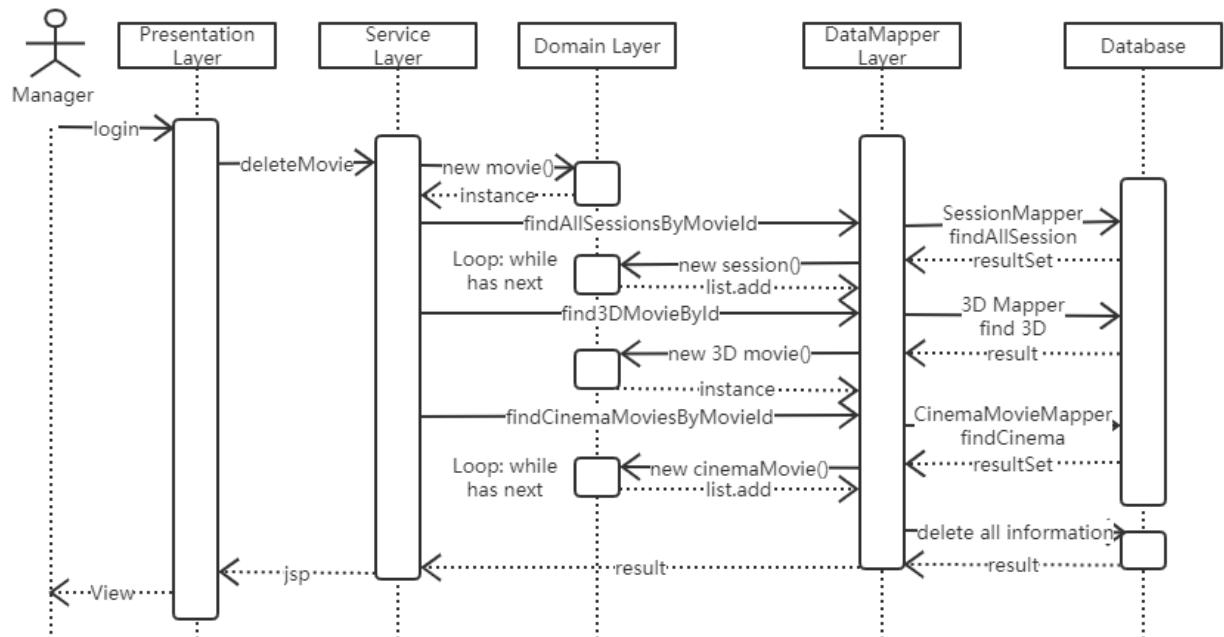 Presentation
Layer
Service
Layer
Domain Layer
DataMapper
Layer
Database
Manager
login
deleteMovie
new movie()
instance
findAllSessionsByMovieId
SessionMapper
findAllSession
resultSet
Loop: while
has next
new session()
list.add
find3DMovieById
3D Mapper
find 3D
result
new 3D movie()
instance
findCinemaMoviesByMovieId
CinemaMovieMapper
findCinema
resultSet
Loop: while
has next
new cinemaMovie()
list.add
delete all information
result
result
jsp
View